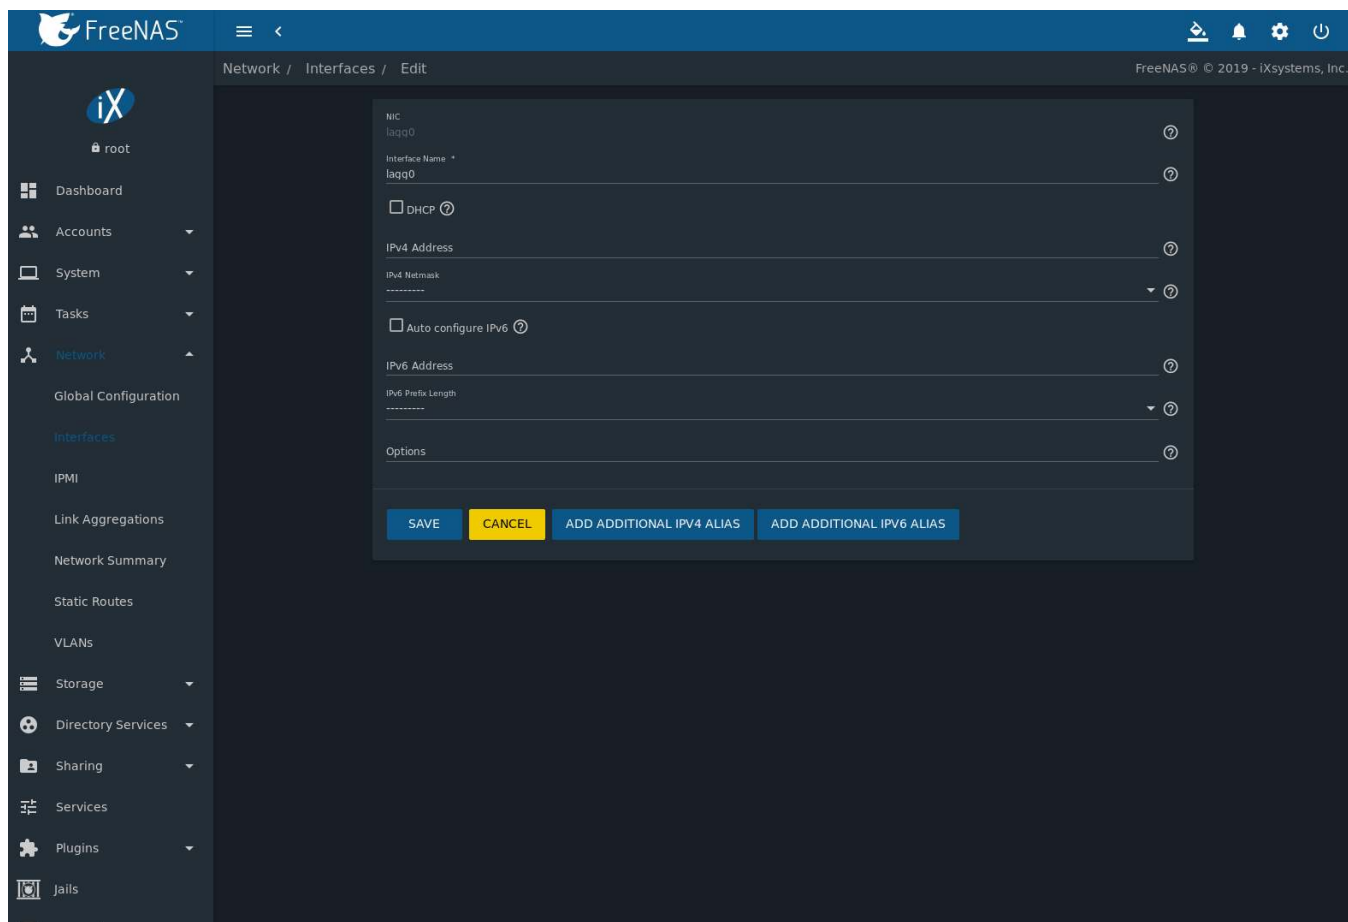 FreeNAS
Network / Interfaces / Edit
FreeNAS® © 2019 - iXsystems, Inc.
iX
root
Dashboard
Accounts
System
Tasks
Network
Global Configuration
Interfaces
IPMI
Link Aggregations
Network Summary
Static Routes
VLANs
Storage
Directory Services
Sharing
Services
Plugins
Jails
NIC
lagg0
Interface Name *
lagg0
DHCP
IPv4 Address
IPv4 Netmask
---------
Auto configure IPv6
IPv6 Address
IPv6 Prefix Length
---------
Options
SAVE
CANCEL
ADD ADDITIONAL IPV4 ALIAS
ADD ADDITIONAL IPV6 ALIAS